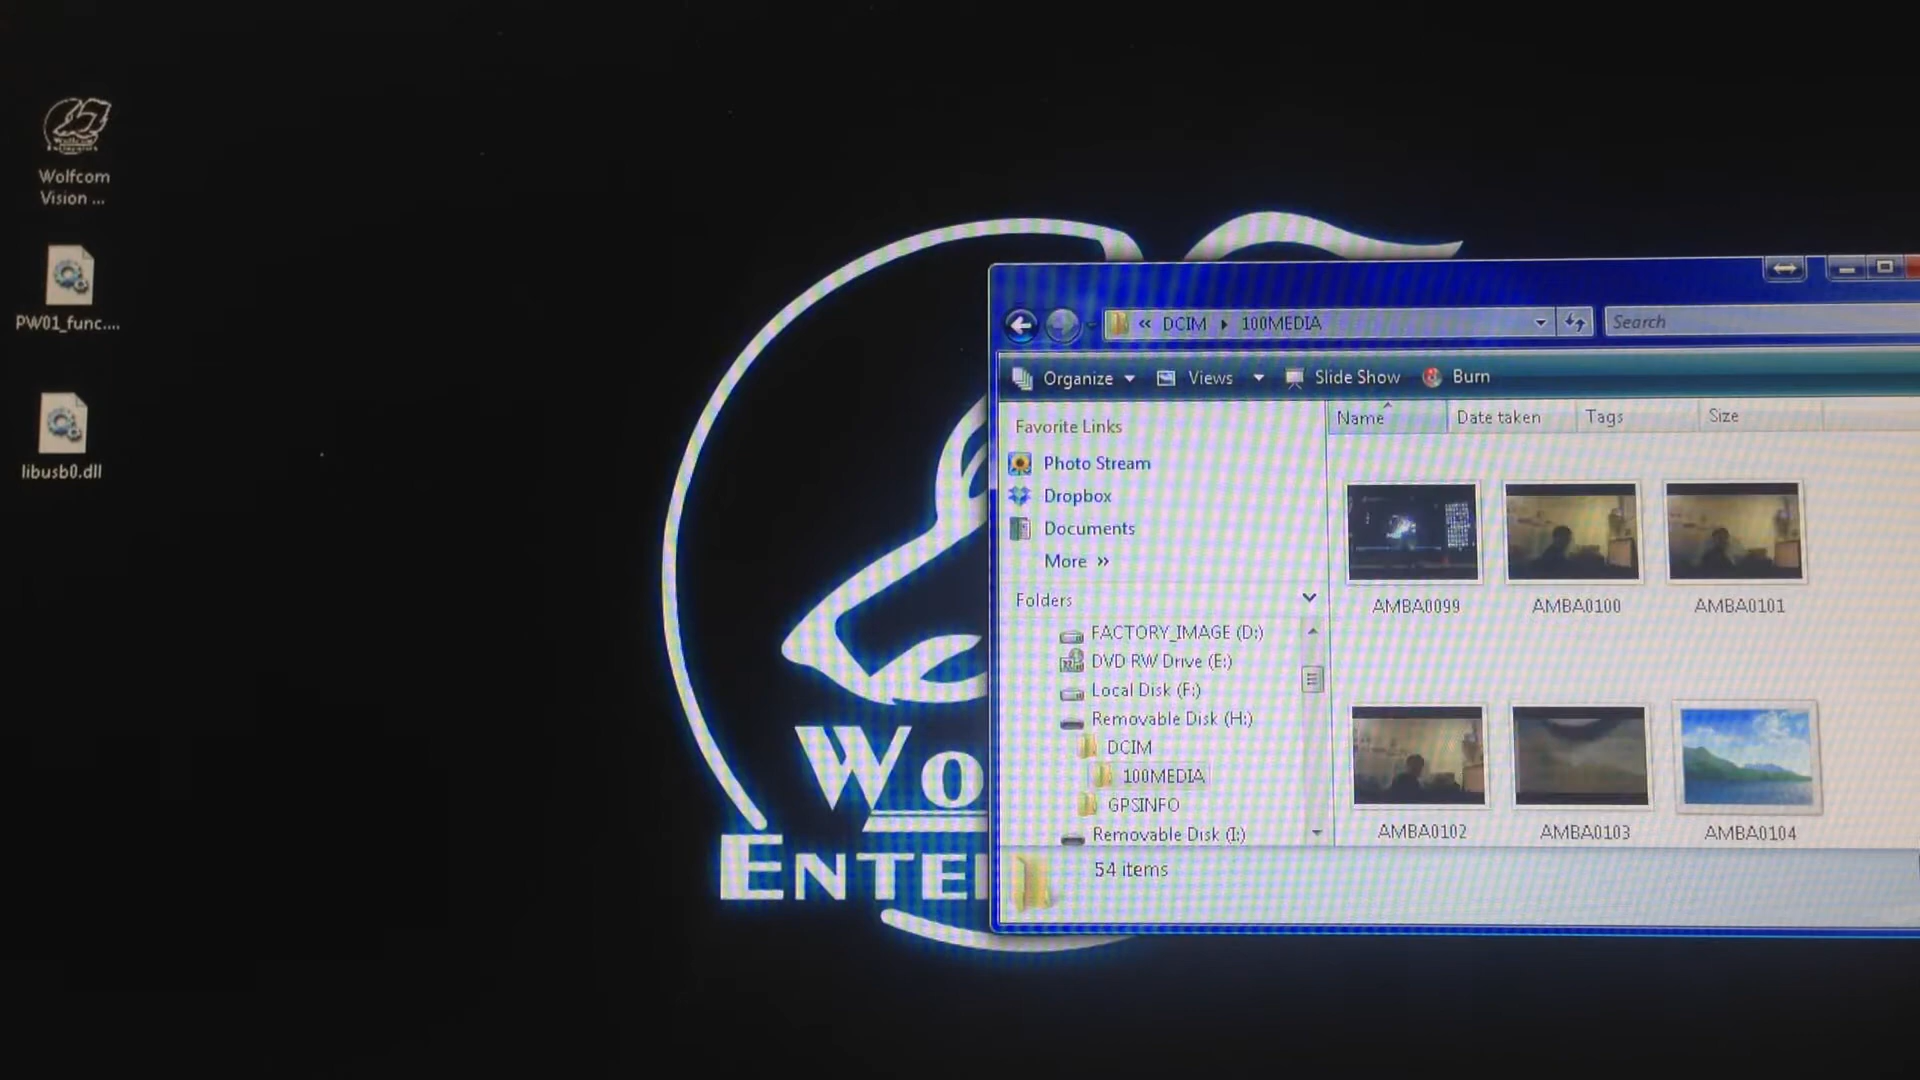 Wolfcom
Vision ...
PW01_func....
libusb0.dll
WO
ENTE
« DCIM 100MEDIA
Search
Organize Views Slide Show Burn
Favorite Links
Photo Stream
Dropbox
Documents
More »
Folders
FACTORY_IMAGE (D:)
DVD RW Drive (E:)
Local Disk (F:)
Removable Disk (H:)
DCIM
100MEDIA
GPSINFO
Removable Disk (I:)
Name Date taken Tags Size
AMBA0099 AMBA0100 AMBA0101
AMBA0102 AMBA0103 AMBA0104
54 items